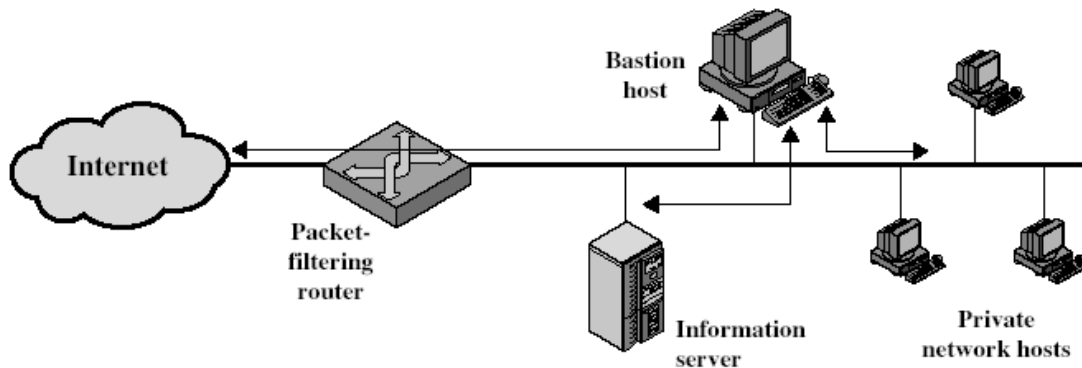 Bastion
host
Internet
Packet-
filtering
router
Information
server
Private
network hosts